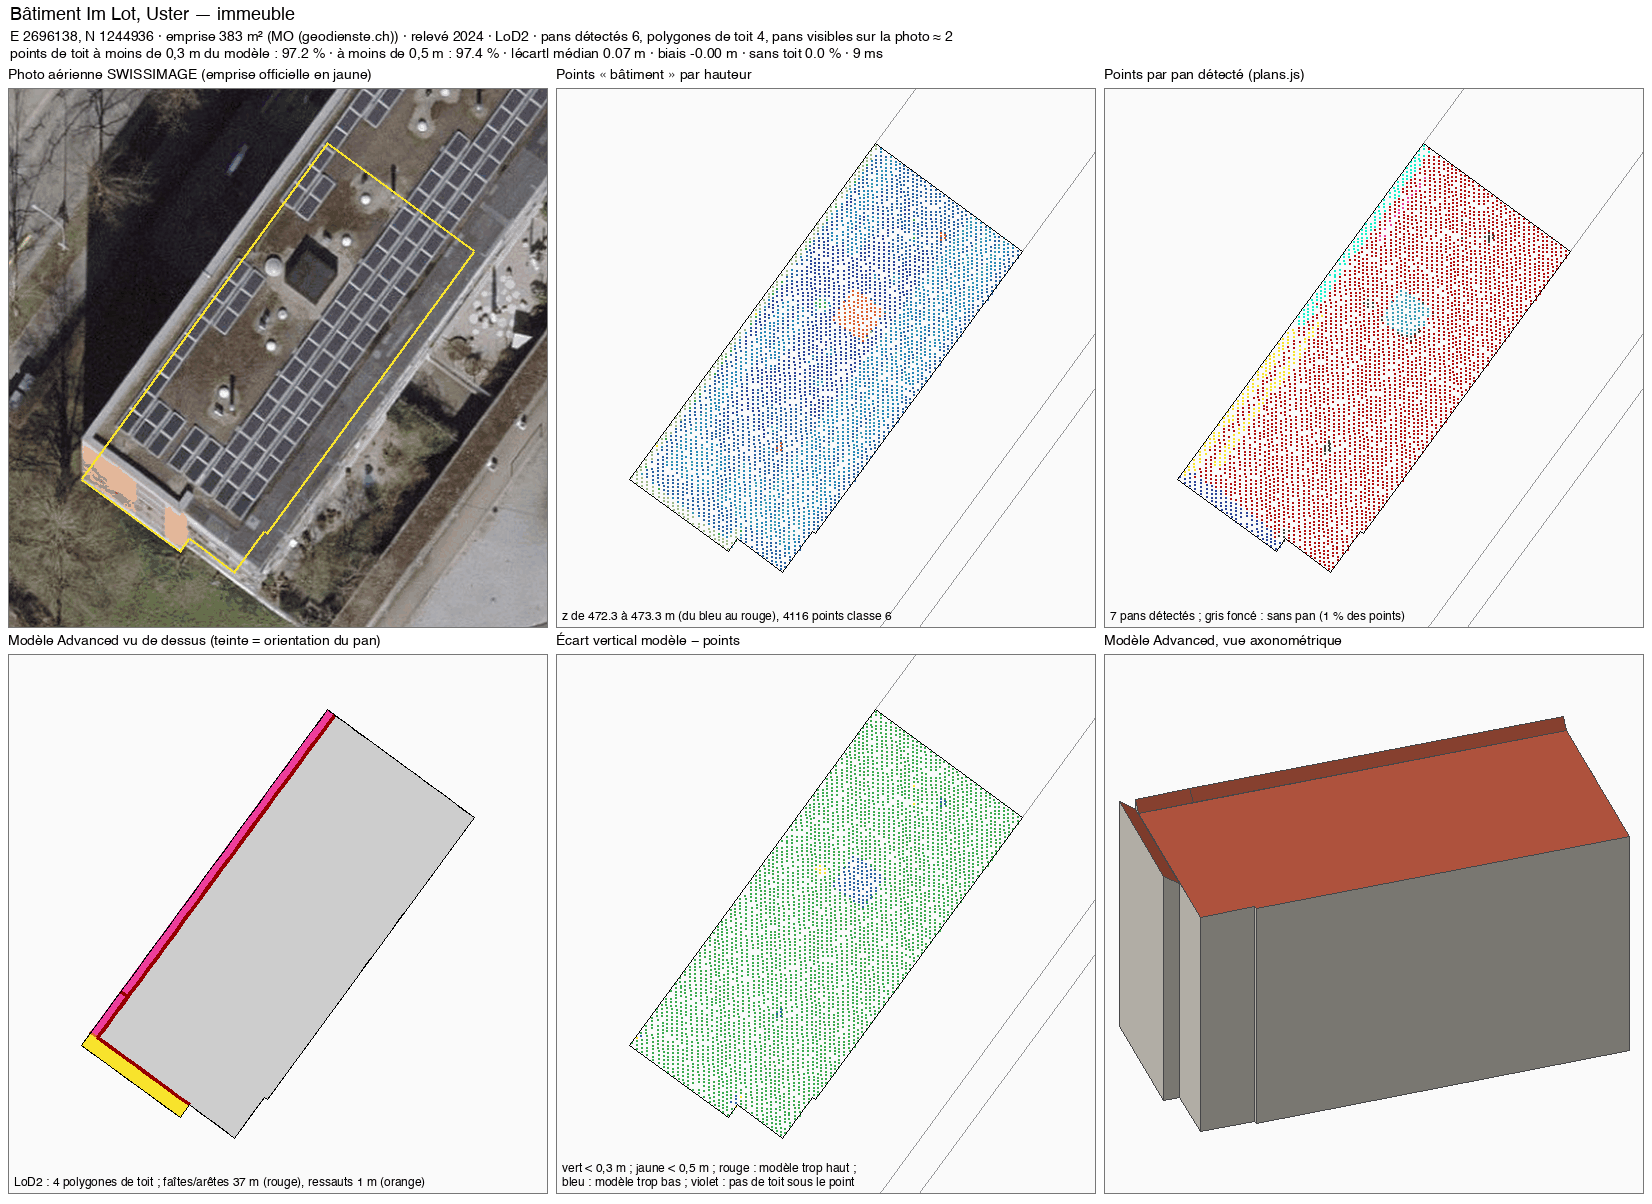 Bâtiment Im Lot, Uster — immeuble
E 2696138, N 1244936 · emprise 383 m² (MO (geodienste.ch)) · relevé 2024 · LoD2 · pans détectés 6, polygones de toit 4, pans visibles sur la photo ≈ 2
points de toit à moins de 0,3 m du modèle : 97.2 % · à moins de 0,5 m : 97.4 % · lécartl médian 0.07 m · biais -0.00 m · sans toit 0.0 % · 9 ms
Photo aérienne SWISSIMAGE (emprise officielle en jaune)
Points « bâtiment » par hauteur
Points par pan détecté (plans.js)
z de 472.3 à 473.3 m (du bleu au rouge), 4116 points classe 6
7 pans détectés ; gris foncé : sans pan (1 % des points)
Modèle Advanced vu de dessus (teinte = orientation du pan)
Écart vertical modèle – points
Modèle Advanced, vue axonométrique
LoD2 : 4 polygones de toit ; faîtes/arêtes 37 m (rouge), ressauts 1 m (orange)
vert < 0,3 m ; jaune < 0,5 m ; rouge : modèle trop haut ;
bleu : modèle trop bas ; violet : pas de toit sous le point